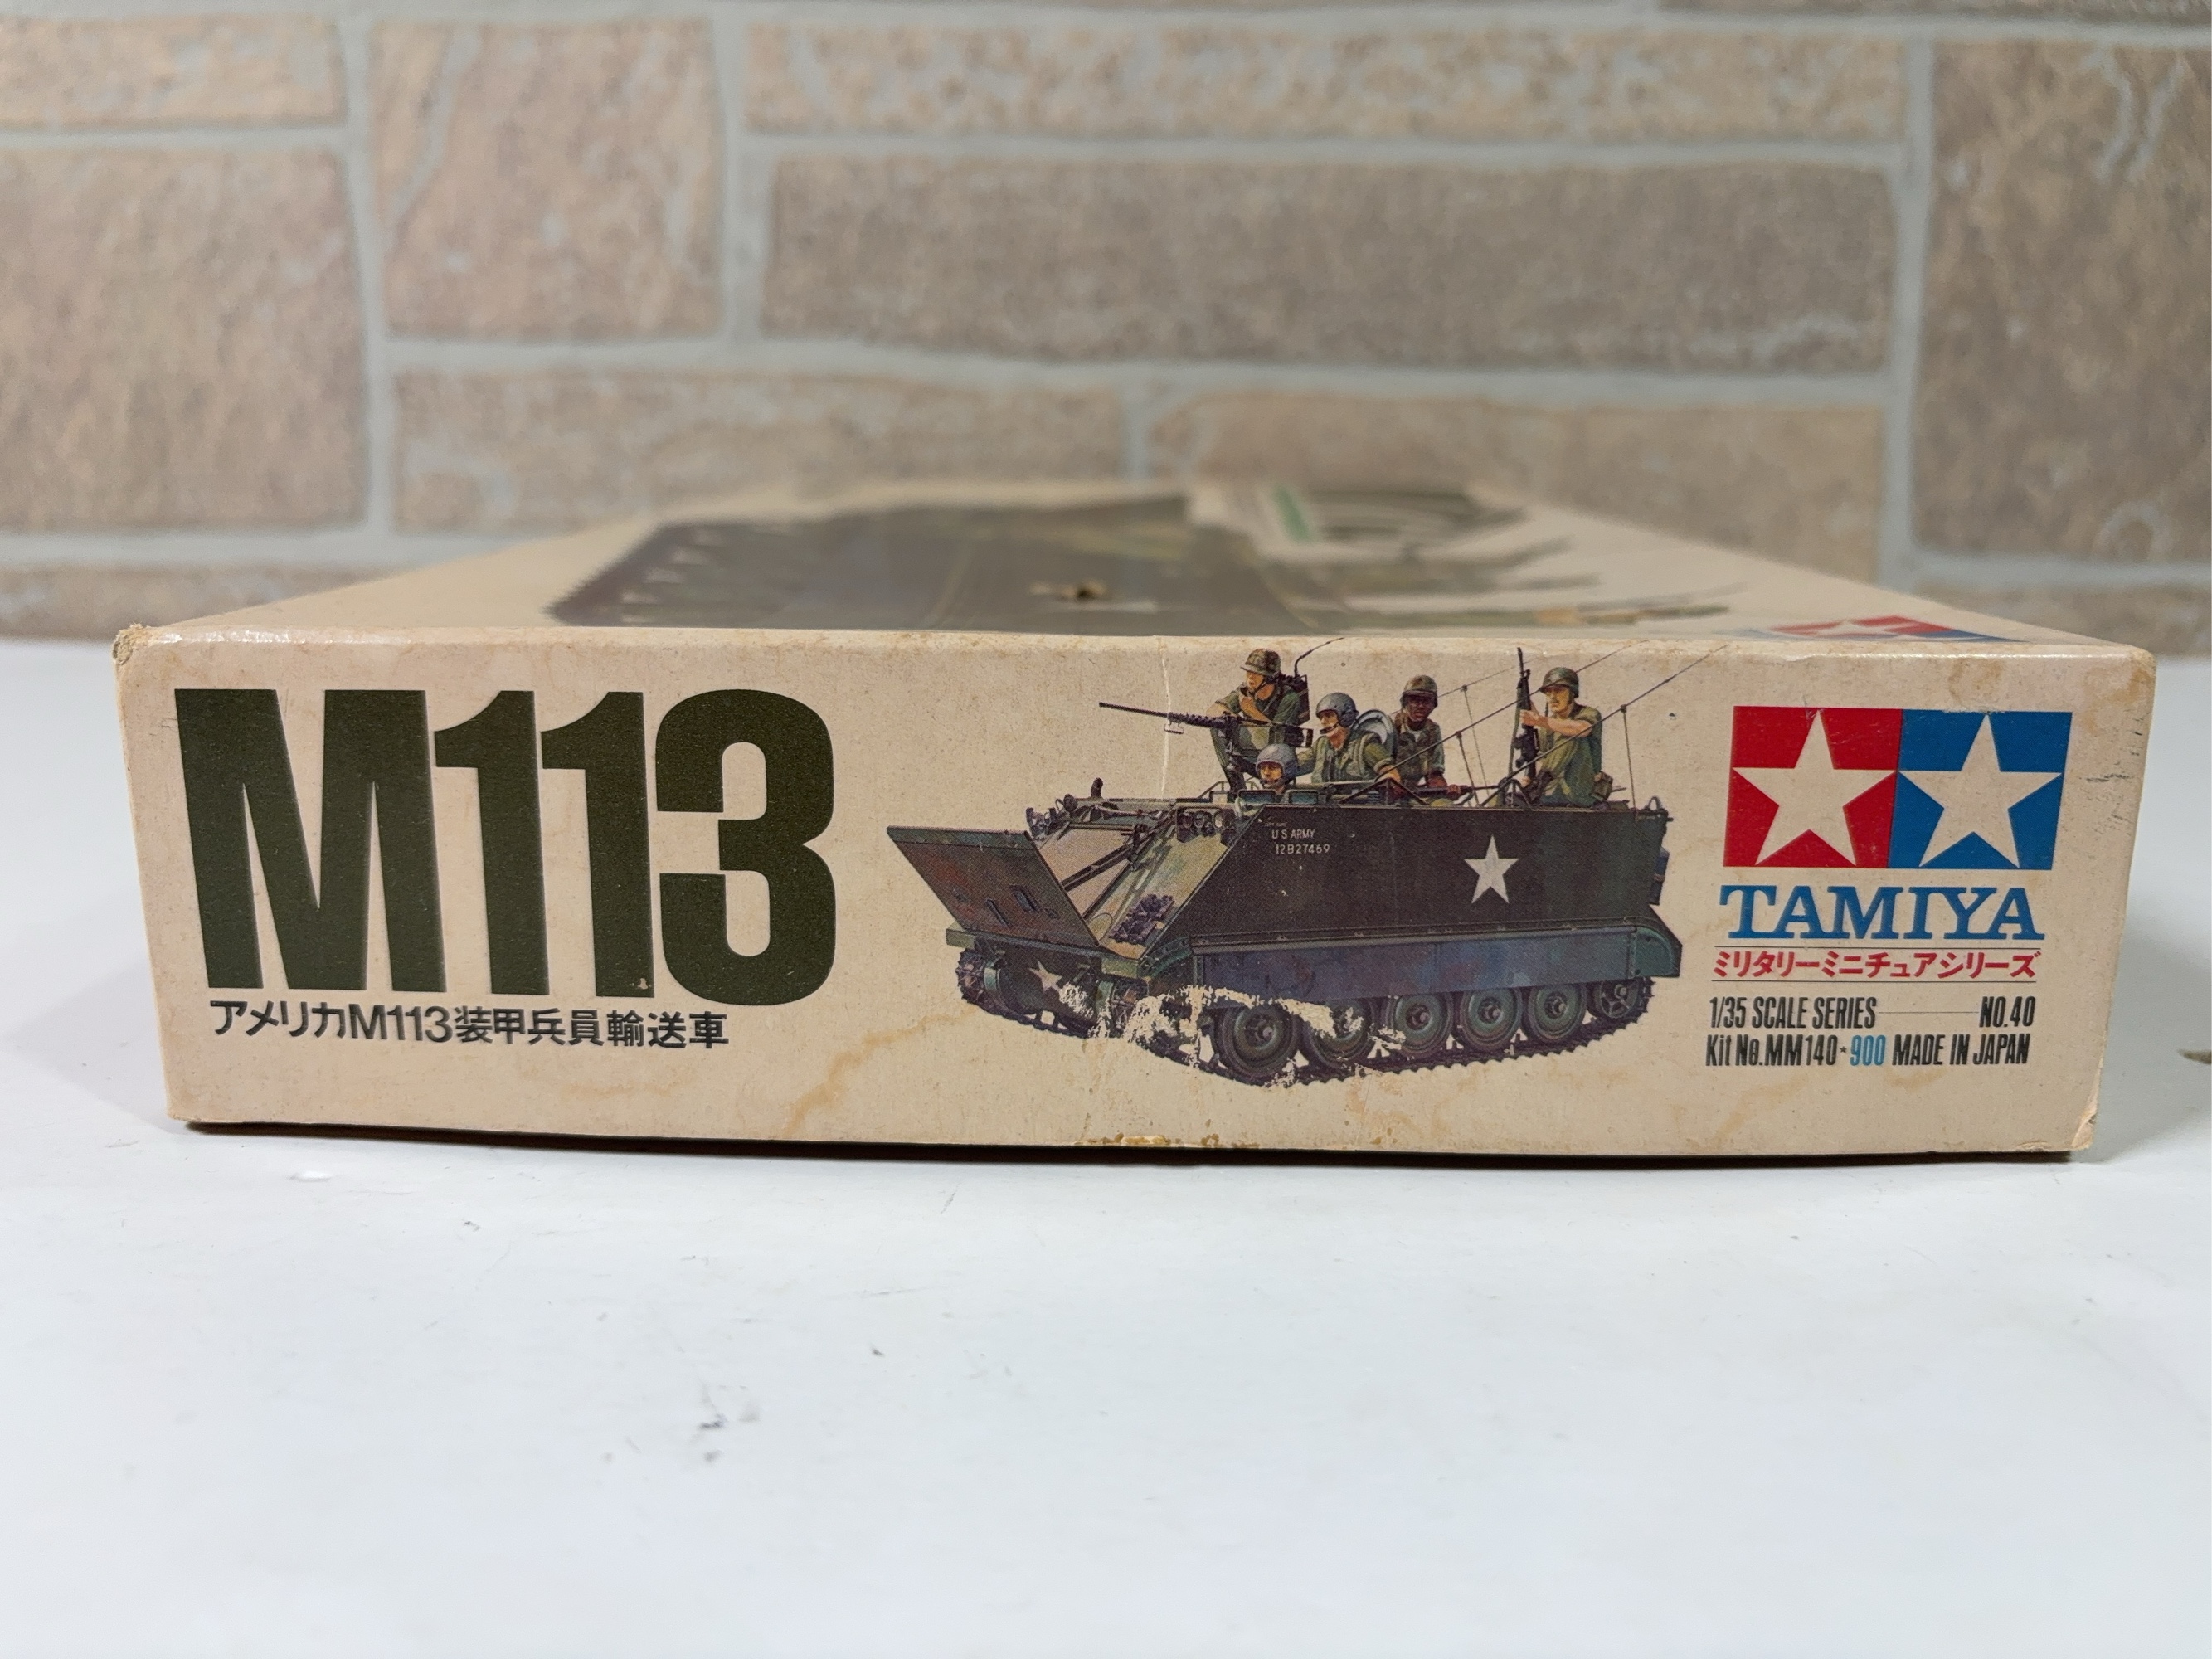 M113
アメリカM113装甲兵員輸送車
U S ARMY
12B27469
TAMIYA
ミリタリーミニチュアシリーズ
1/35 SCALE SERIES NO.40
Kit No.MM140*900 MADE IN JAPAN